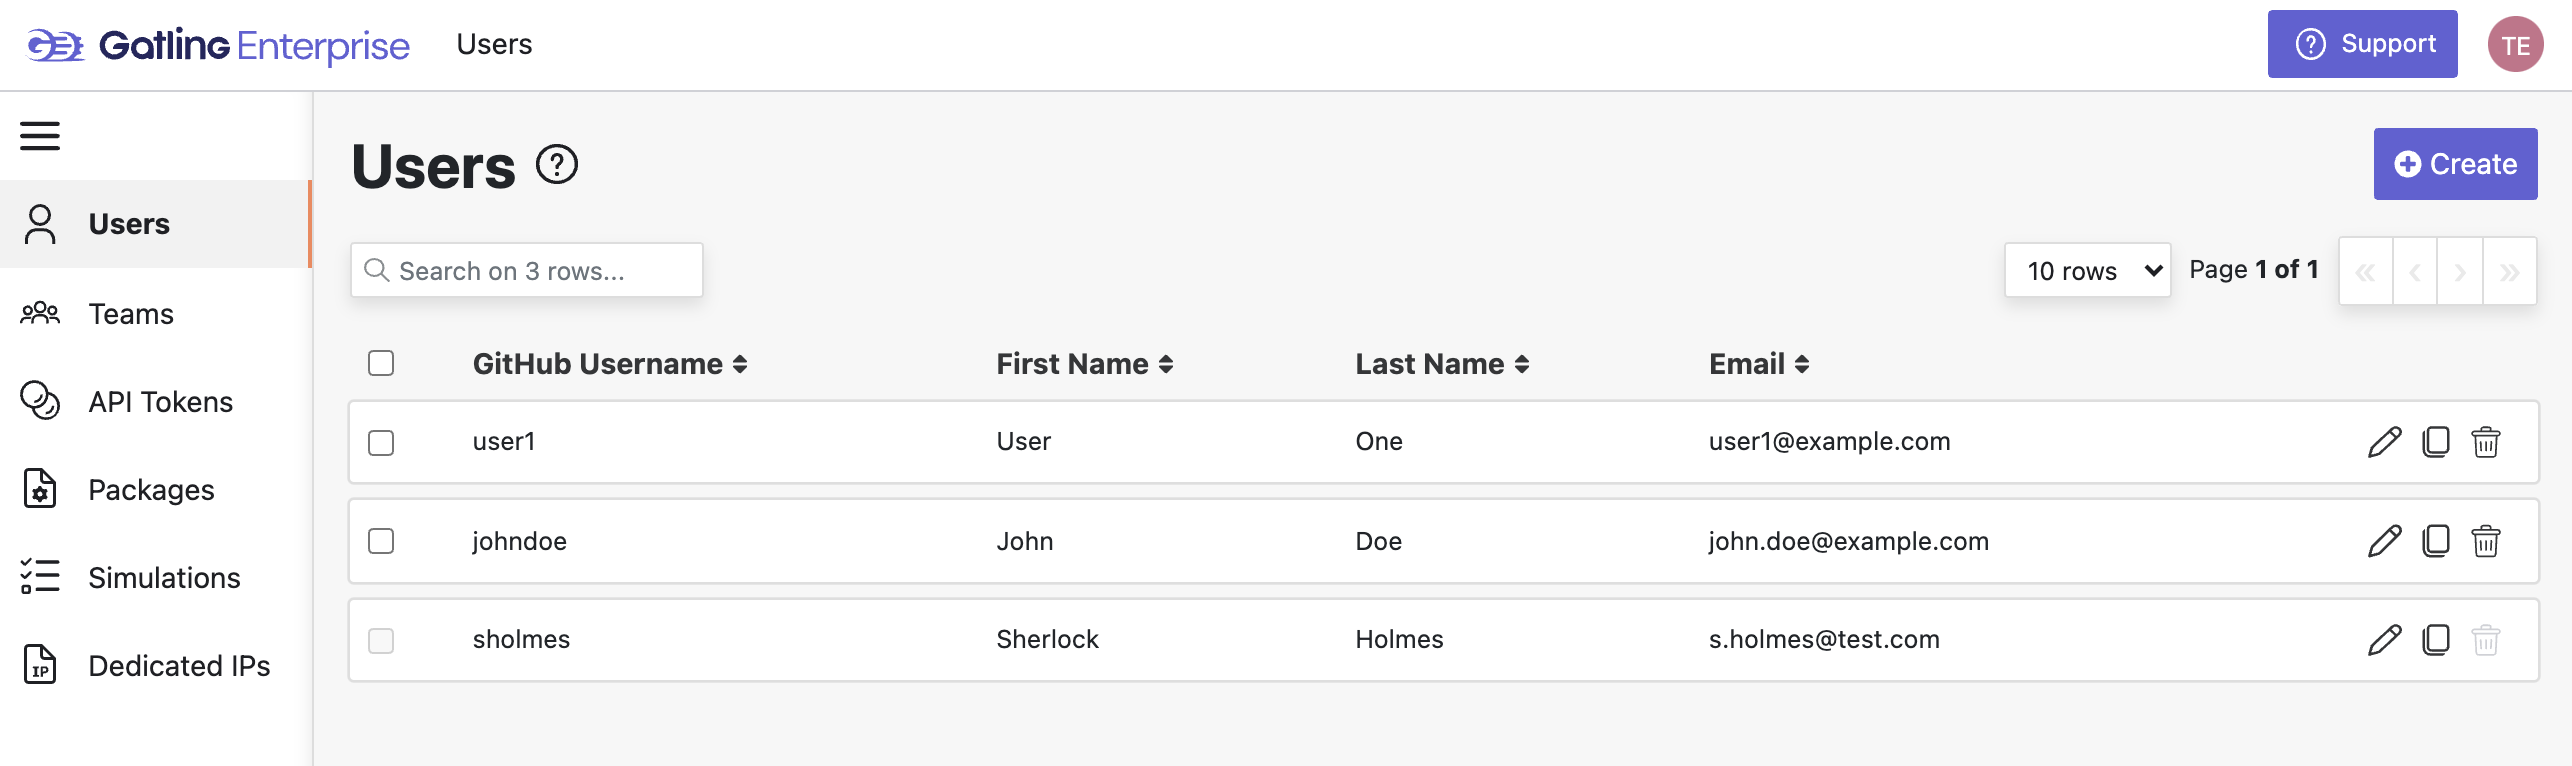 Gatling Enterprise Users Support TE
Users
Create
Users
Search on 3 rows...
10 rows Page 1 of 1
Teams
GitHub Username First Name Last Name Email
API Tokens
user1 User One user1@example.com
Packages
johndoe John Doe john.doe@example.com
Simulations
sholmes Sherlock Holmes s.holmes@test.com
IP Dedicated IPs